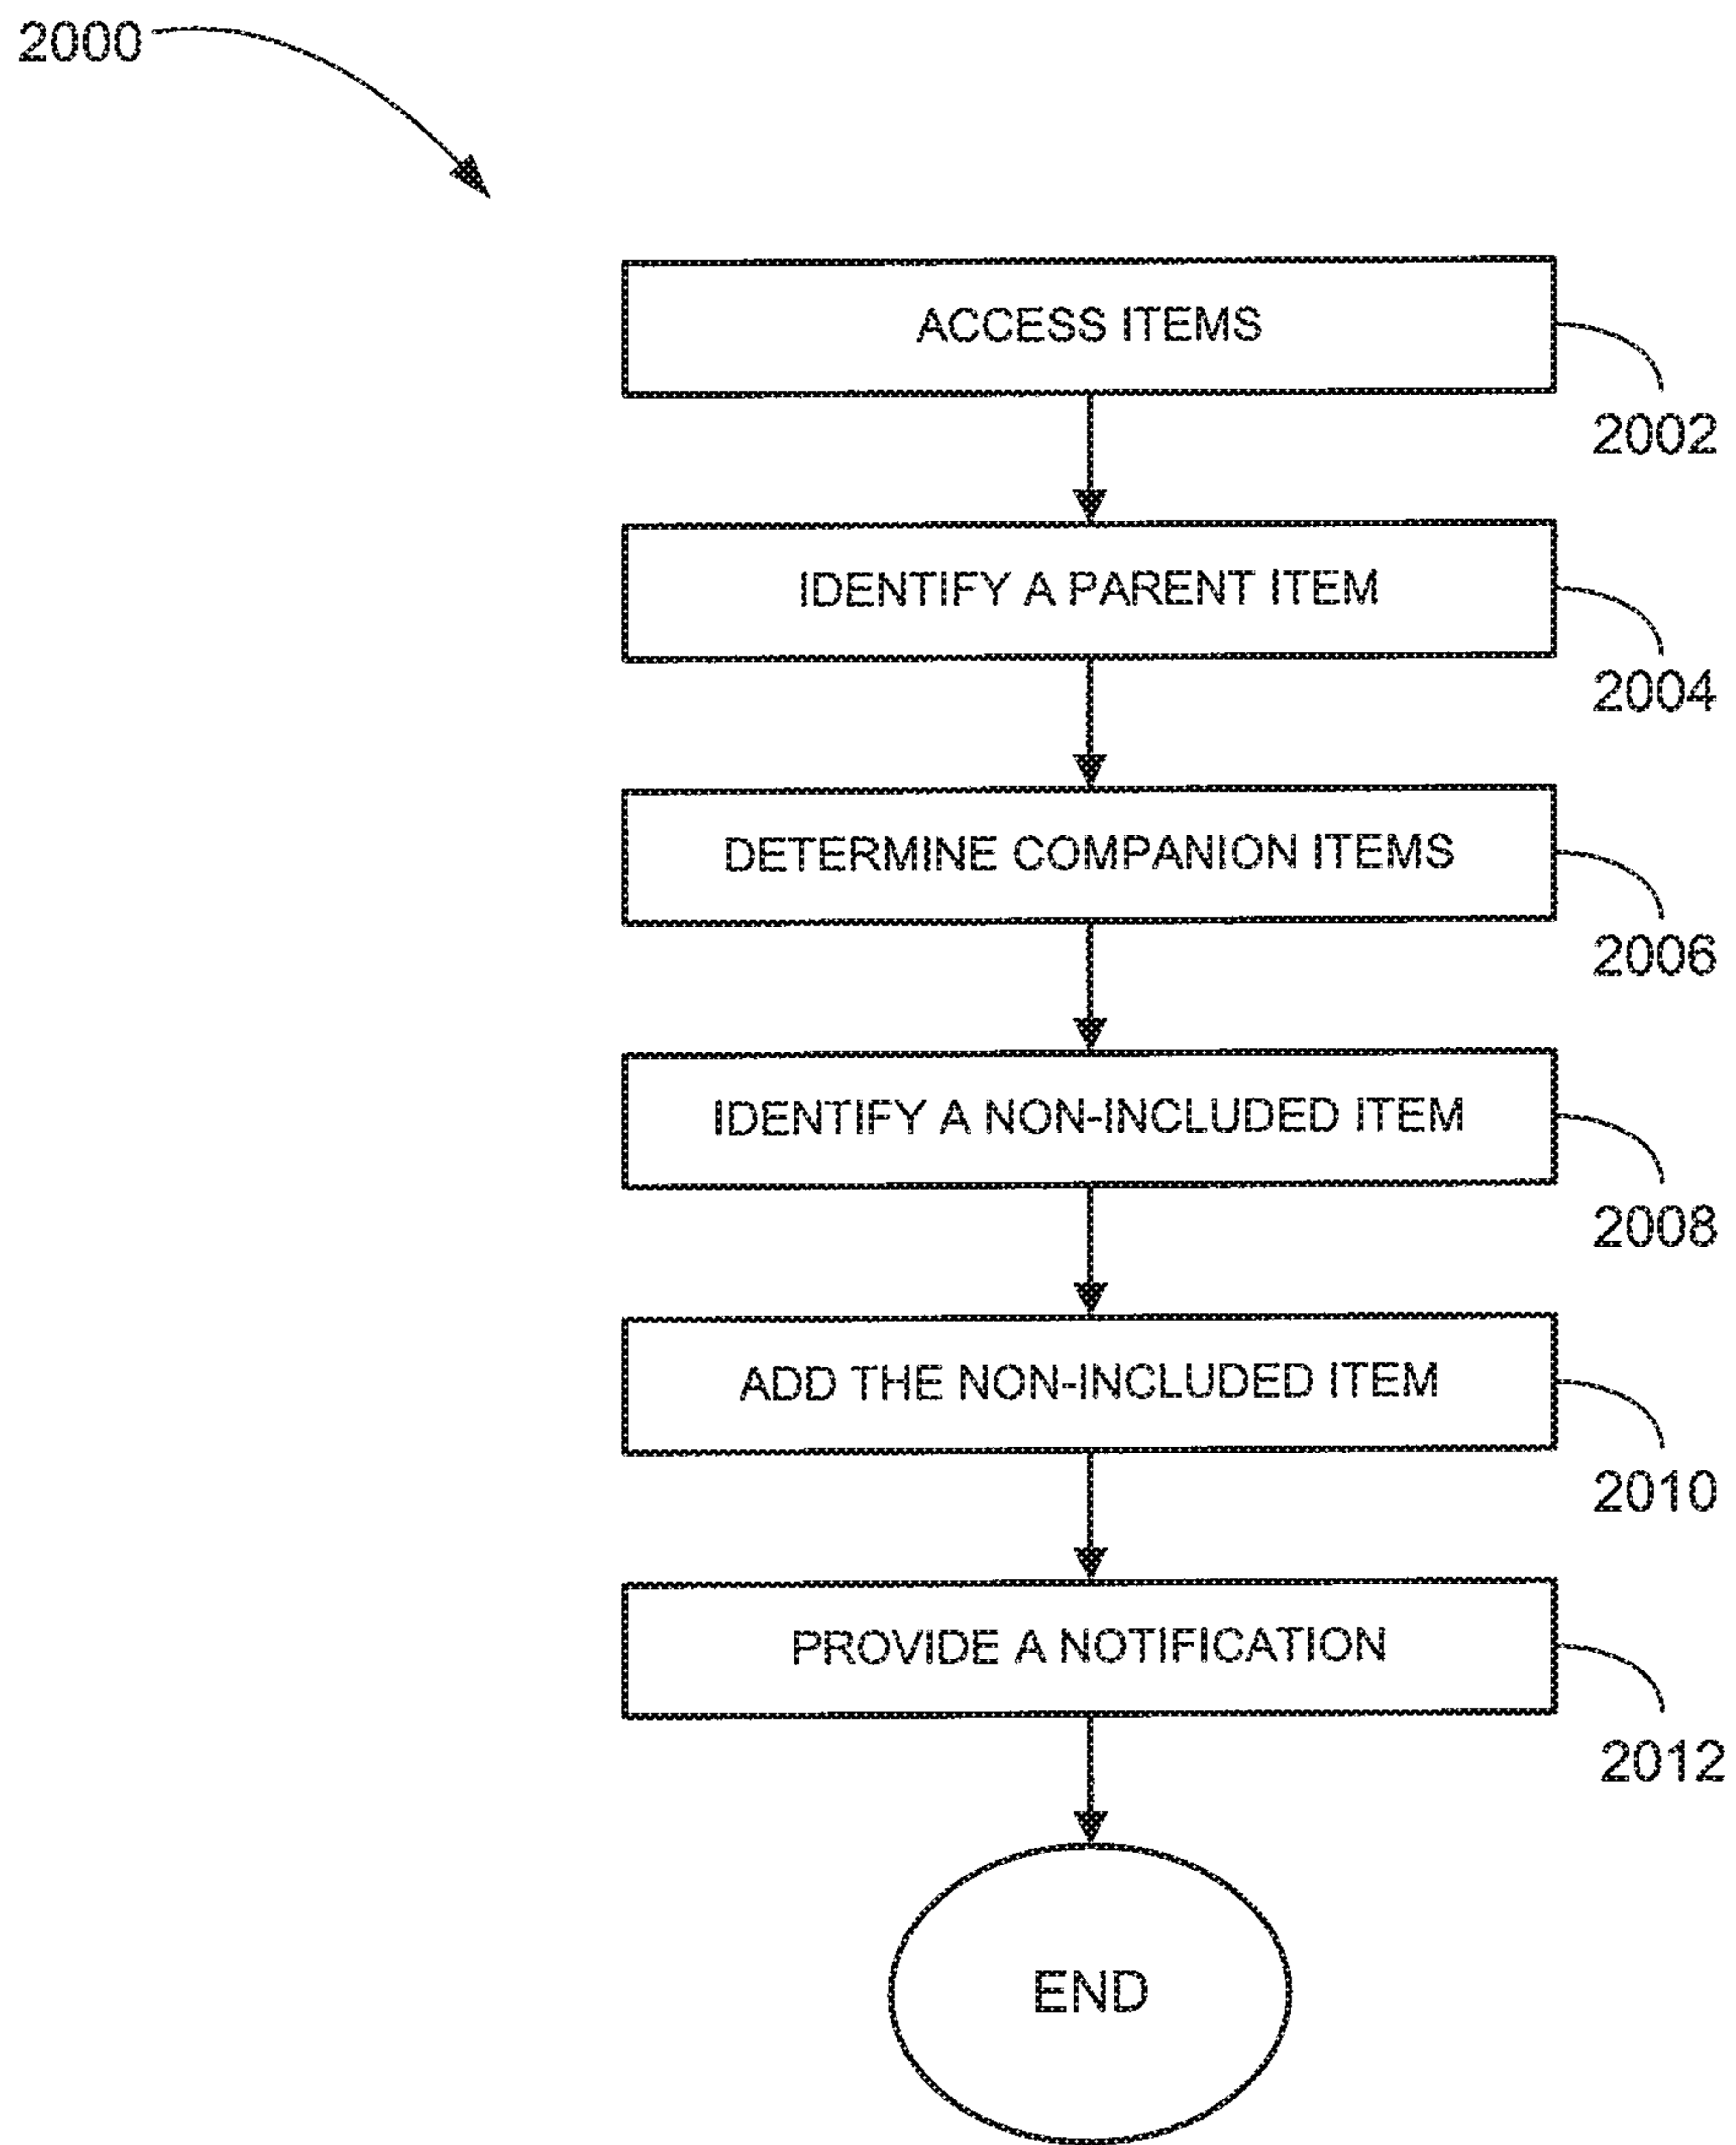 2000
ACCESS ITEMS
2002
IDENTIFY A PARENT ITEM
2004
DETERMINE COMPANION ITEMS
2006
IDENTIFY A NON-INCLUDED ITEM
2008
ADD THE NON-INCLUDED ITEM
2010
PROVIDE A NOTIFICATION
2012
END